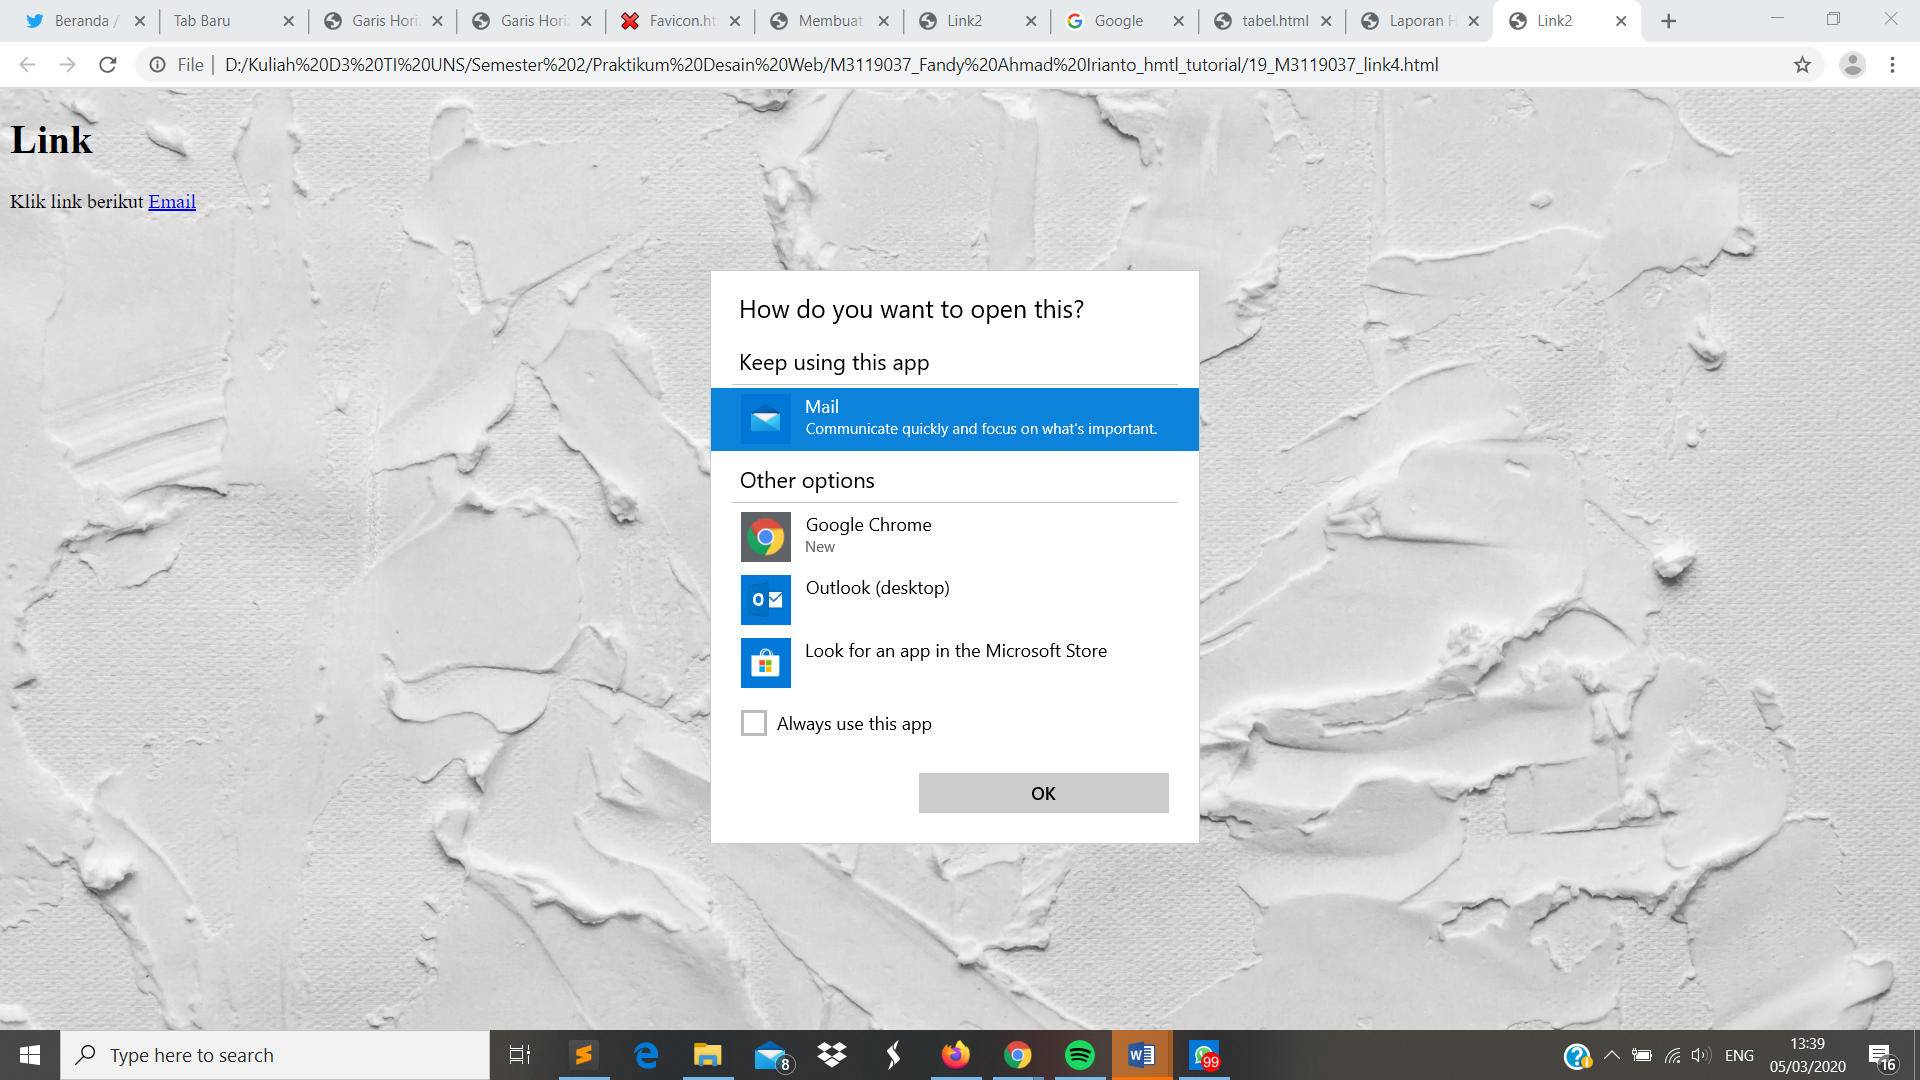 Beranda /
Tab Baru
Garis Hori
Garis Hori
Favicon.ht
Membuat
Link2
Google
tabel.html
Laporan H
Link2
File
D:/Kuliah%20D3%20TI%20UNS/Semester%202/Praktikum%20Desain%20Web/M3119037_Fandy%20Ahmad%20Irianto_hmtl_tutorial/19_M3119037_link4.html
Link
Klik link berikut Email
How do you want to open this?
Keep using this app
Mail
Communicate quickly and focus on what's important.
Other options
Google Chrome
New
Outlook (desktop)
Look for an app in the Microsoft Store
Always use this app
OK
Type here to search
8
99
ENG
13:39
05/03/2020
16